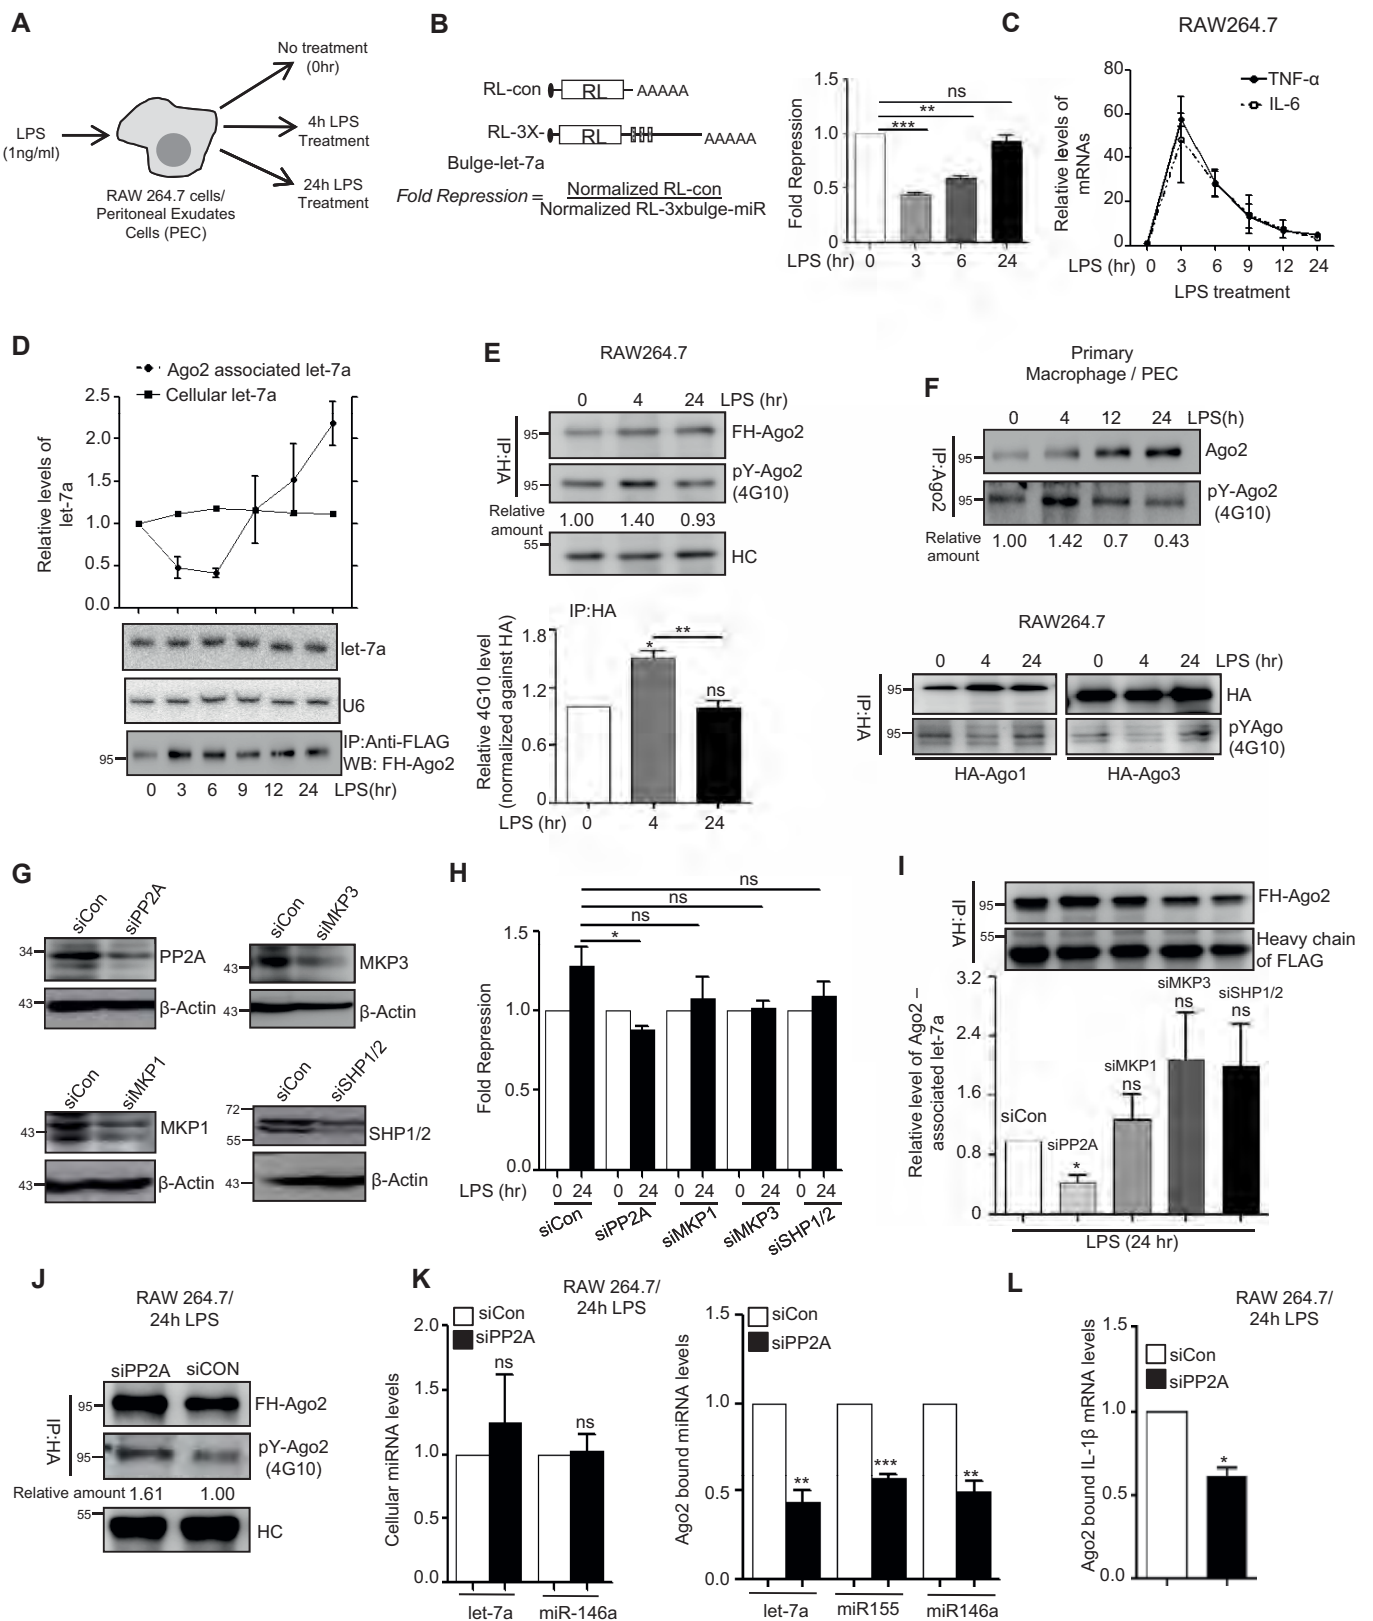 A
LPS
(1ng/ml)
No treatment
(0hr)
4h LPS
Treatment
24h LPS
Treatment
RAW 264.7 cells/
Peritoneal Exudates
Cells (PEC)
B
RL-con
RL
AAAAA
RL-3X-
RL
AAAAA
Bulge-let-7a
Fold Repression = Normalized RL-con
Normalized RL-3xbulge-miR
Fold Repression
1.5
1.0
0.5
0
ns
**
***
LPS (hr) 0 3 6 24
C
RAW264.7
TNF-α
IL-6
Relative levels of
mRNAs
80
60
40
20
0
LPS (hr) 0 3 6 9 12 24
LPS treatment
D
Ago2 associated let-7a
Cellular let-7a
Relative levels of
let-7a
2.5
2.0
1.5
1.0
0.5
0.0
let-7a
U6
95
IP:Anti-FLAG
WB: FH-Ago2
0 3 6 9 12 24 LPS(hr)
E
RAW264.7
0 4 24 LPS (hr)
IP:HA
95
FH-Ago2
95
pY-Ago2
(4G10)
Relative
amount
1.00 1.40 0.93
55
HC
IP:HA
Relative 4G10 level
(normalized against HA)
1.8
1.2
0.6
0
**
*
ns
LPS (hr) 0 4 24
F
Primary
Macrophage / PEC
0 4 12 24 LPS(h)
IP:Ago2
95
Ago2
95
pY-Ago2
(4G10)
Relative
amount
1.00 1.42 0.7 0.43
RAW264.7
0 4 24 0 4 24 LPS (hr)
IP:HA
95
HA
95
pYAgo
(4G10)
HA-Ago1 HA-Ago3
G
siCon siPP2A
34
PP2A
43
β-Actin
siCon siMKP3
43
MKP3
43
β-Actin
siCon siMKP1
43
MKP1
43
β-Actin
siCon siSHP1/2
72
55
SHP1/2
43
β-Actin
H
ns
ns
ns
*
Fold Repression
1.5
1.0
0.5
0.0
LPS (hr) 0 24 0 24 0 24 0 24 0 24
siCon siPP2A siMKP1 siMKP3 siSHP1/2
I
IP:HA
95
FH-Ago2
55
Heavy chain
of FLAG
Relative level of Ago2 –
associated let-7a
3.2
2.4
1.6
0.8
0
siCon
siPP2A
*
siMKP1
ns
siMKP3
ns
siSHP1/2
ns
LPS (24 hr)
J
RAW 264.7/
24h LPS
siPP2A siCON
IP:HA
95
FH-Ago2
95
pY-Ago2
(4G10)
Relative amount 1.61 1.00
55
HC
K
RAW 264.7/
24h LPS
siCon
siPP2A
Cellular miRNA levels
2.0
1.5
1.0
0.5
0.0
ns
ns
let-7a miR-146a
siCon
siPP2A
Ago2 bound miRNA levels
1.5
1.0
0.5
0.0
**
***
**
let-7a miR155 miR146a
L
RAW 264.7/
24h LPS
siCon
siPP2A
Ago2 bound IL-1β mRNA levels
1.5
1.0
0.5
0.0
*